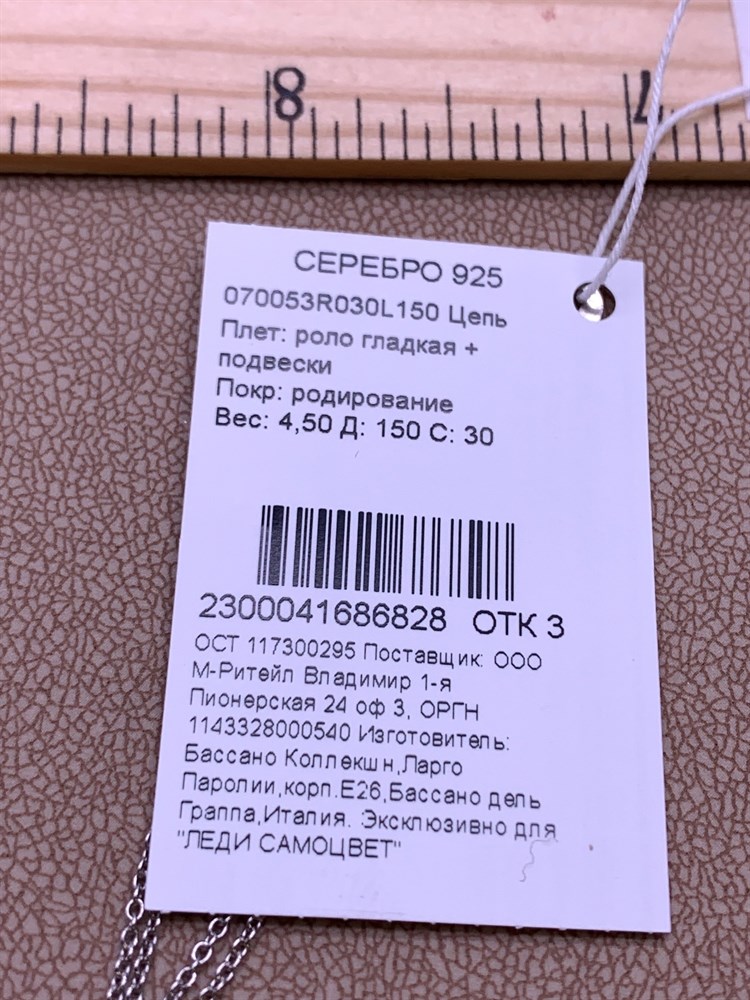 8 7
СЕРЕБРО 925
070053R030L150 Цепь
Плет: роло гладкая +
подвески
Покр: родирование
Вес: 4,50 Д: 150 С: 30
2300041686828 ОТК 3
ОСТ 117300295 Поставщик: ООО
М-Ритейл Владимир 1-я
Пионерская 24 оф 3, ОРГН
1143328000540 Изготовитель:
Бассано Коллекшн,Ларго
Паролии,корп.Е26,Бассано дель
Граппа,Италия. Эксклюзивно для
"ЛЕДИ САМОЦВЕТ"